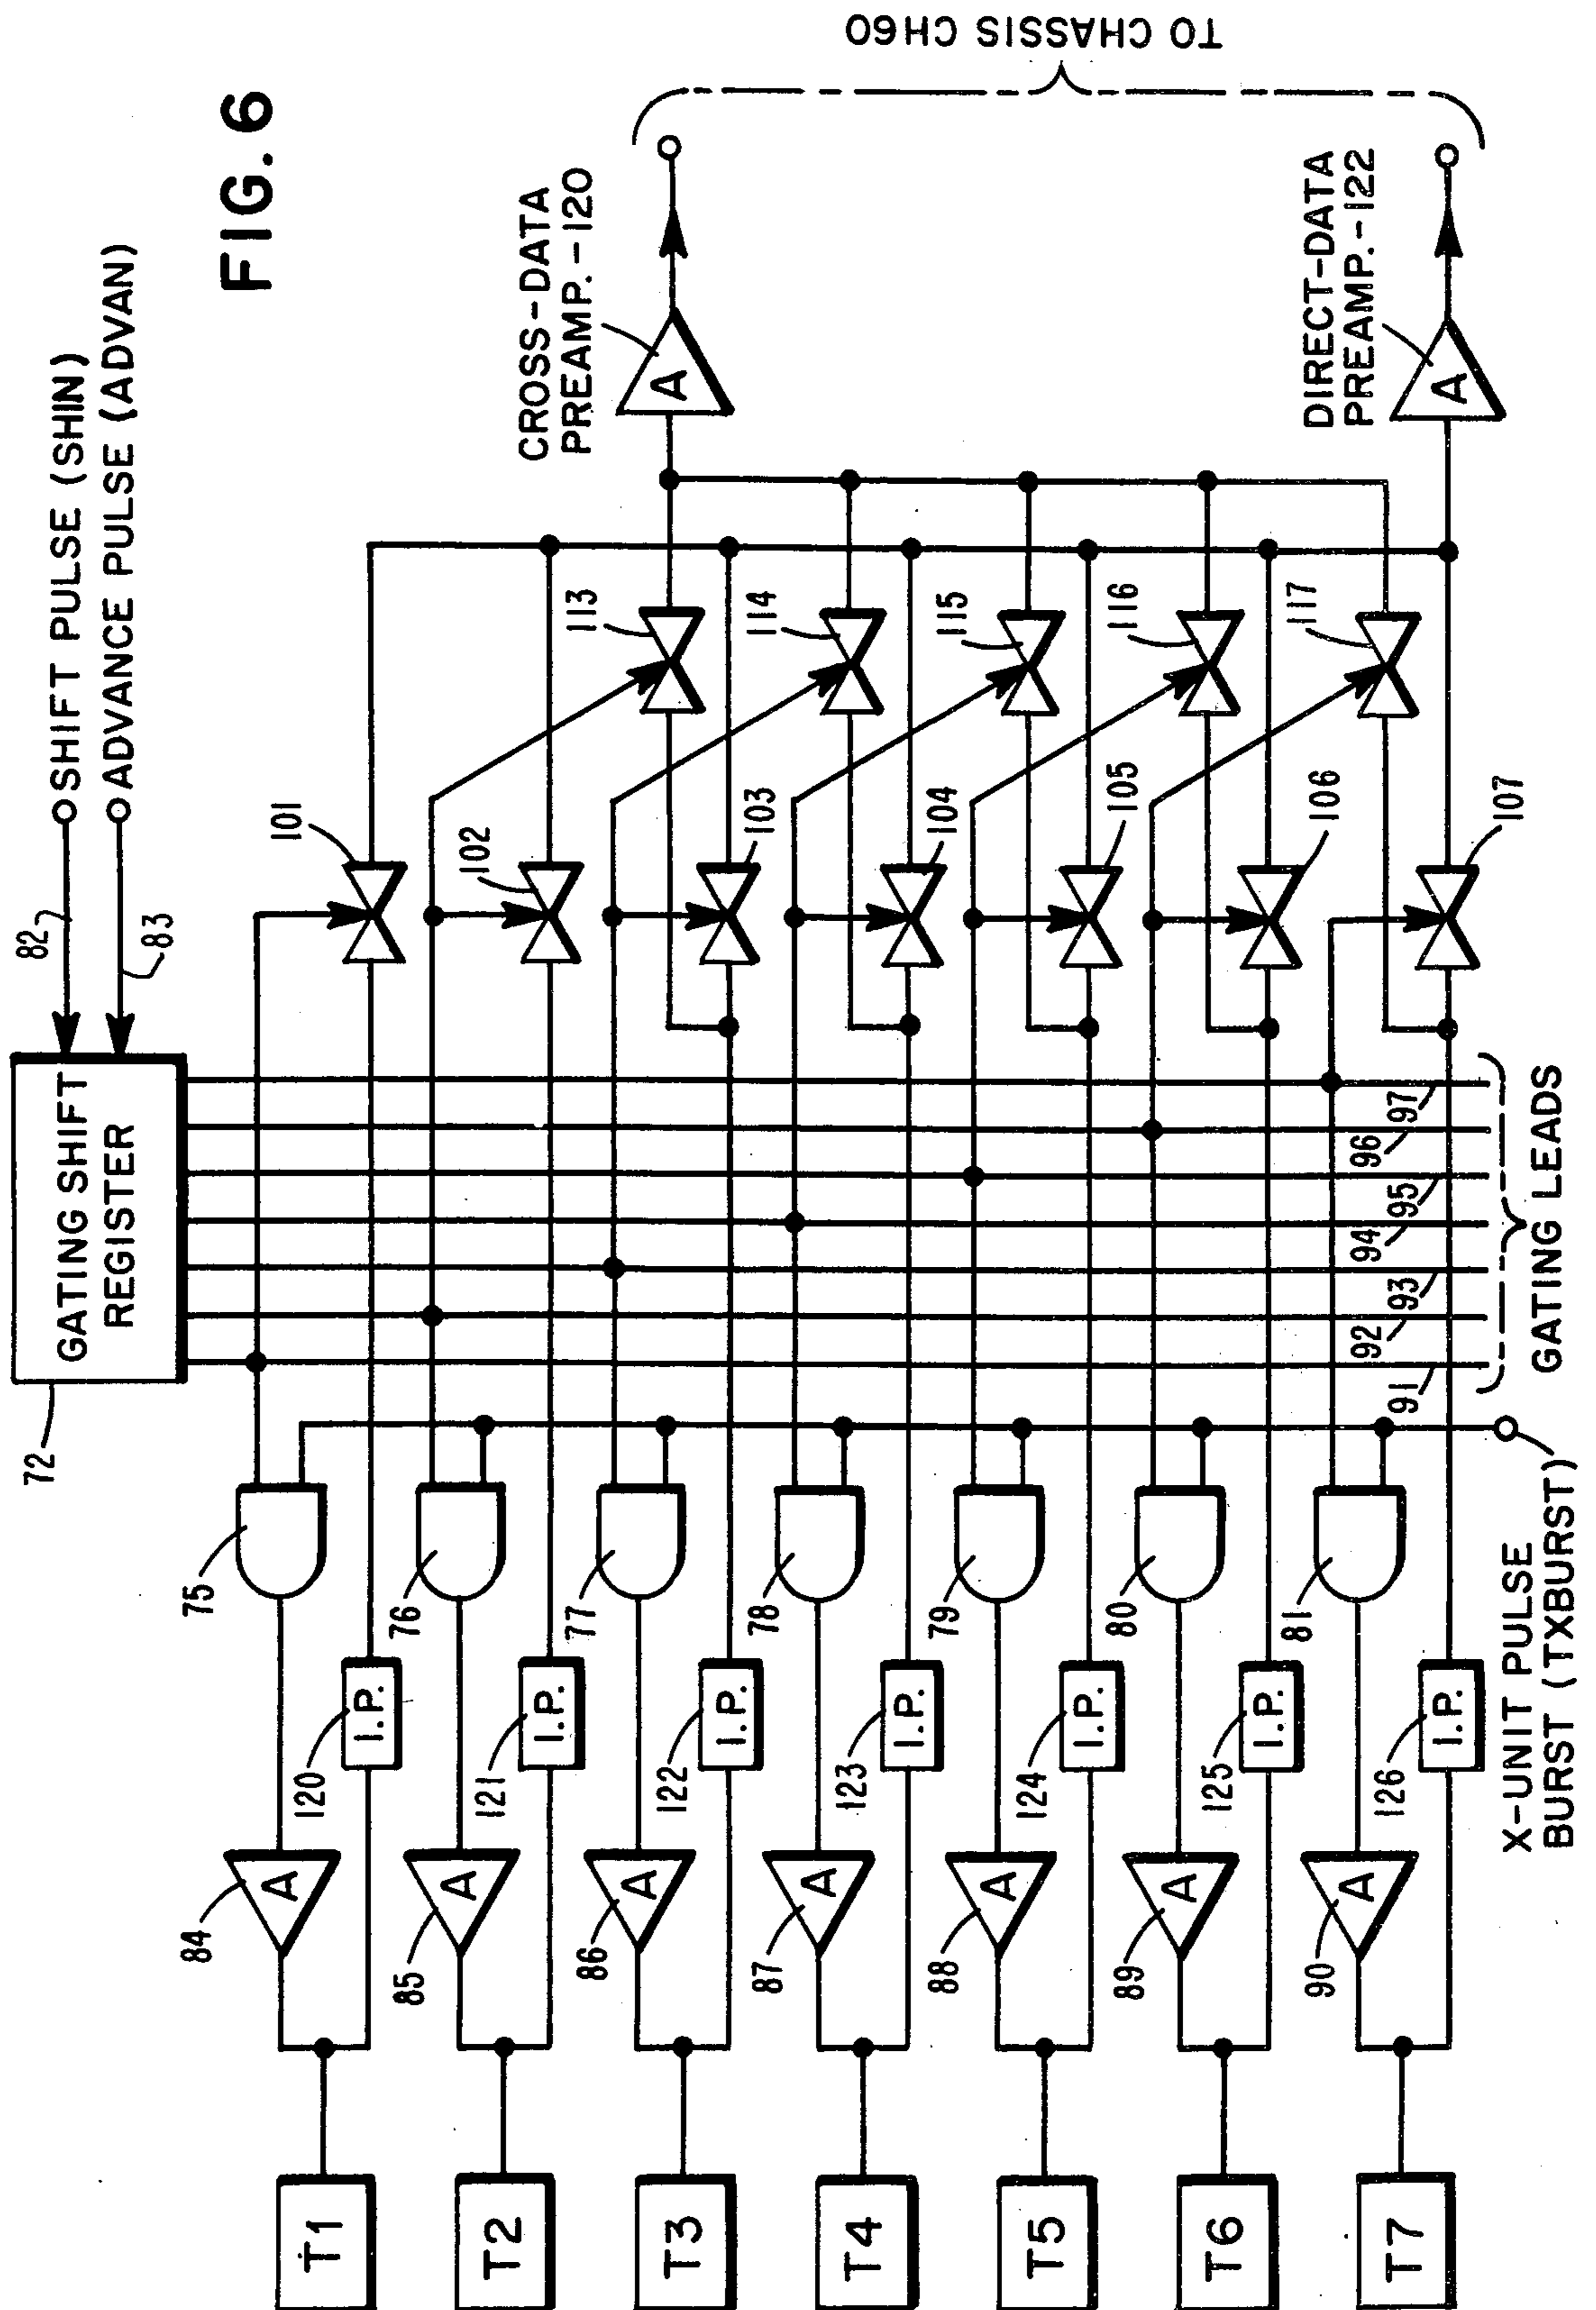 FIG. 6
72
GATING SHIFT
REGISTER
82
SHIFT PULSE (SHIN)
ADVANCE PULSE (ADVAN)
83
75
76
77
78
79
80
81
84
85
86
87
88
89
90
A
A
A
A
A
A
A
120
121
122
123
124
125
126
I.P.
I.P.
I.P.
I.P.
I.P.
I.P.
I.P.
T1
T2
T3
T4
T5
T6
T7
101
102
103
104
105
106
107
113
114
115
116
117
CROSS-DATA
PREAMP.-120
A
DIRECT-DATA
PREAMP.-122
A
TO CHASSIS CH60
91
92
93
94
95
96
97
GATING LEADS
X-UNIT PULSE
BURST (TXBURST)